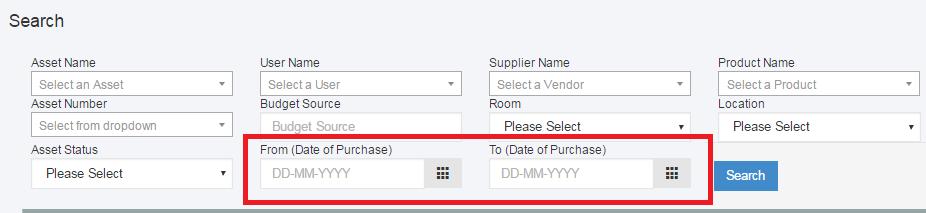 Search
Asset Name User Name Supplier Name Product Name
Select an Asset Select a User Select a Vendor Select a Product
Asset Number Budget Source Room Location
Select from dropdown Budget Source Please Select Please Select
Asset Status From (Date of Purchase) To (Date of Purchase)
Please Select DD-MM-YYYY DD-MM-YYYY Search